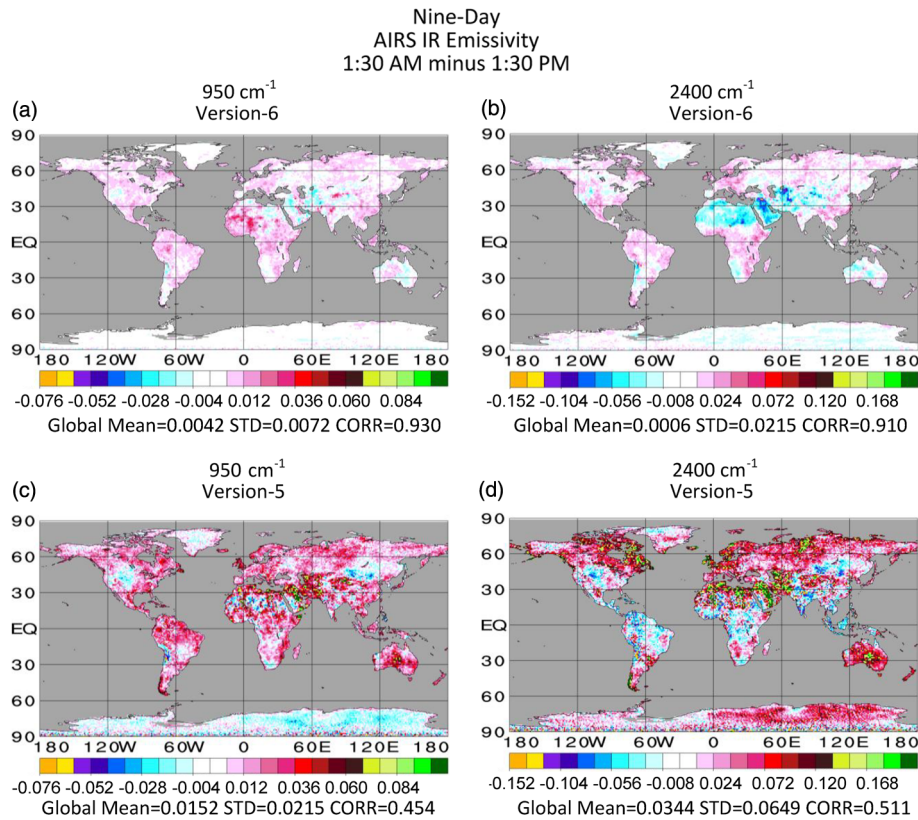 Nine-Day
AIRS IR Emissivity
1:30 AM minus 1:30 PM
(a)
950 cm⁻¹
Version-6
90
60
30
EQ
30
60
90
180 120W 60W 0 60E 120E 180
-0.076 -0.052 -0.028 -0.004 0.012 0.036 0.060 0.084
Global Mean=0.0042 STD=0.0072 CORR=0.930
(b)
2400 cm⁻¹
Version-6
90
60
30
EQ
30
60
90
180 120W 60W 0 60E 120E 180
-0.152 -0.104 -0.056 -0.008 0.024 0.072 0.120 0.168
Global Mean=0.0006 STD=0.0215 CORR=0.910
(c)
950 cm⁻¹
Version-5
90
60
30
EQ
30
60
90
180 120W 60W 0 60E 120E 180
-0.076 -0.052 -0.028 -0.004 0.012 0.036 0.060 0.084
Global Mean=0.0152 STD=0.0215 CORR=0.454
(d)
2400 cm⁻¹
Version-5
90
60
30
EQ
30
60
90
180 120W 60W 0 60E 120E 180
-0.152 -0.104 -0.056 -0.008 0.024 0.072 0.120 0.168
Global Mean=0.0344 STD=0.0649 CORR=0.511